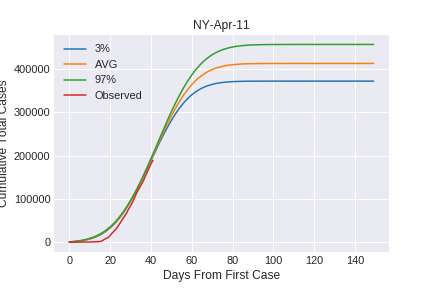 NY-Apr-11
3%
AVG
97%
Observed
400000
300000
200000
100000
0
Cumulative Total Cases
0 20 40 60 80 100 120 140
Days From First Case